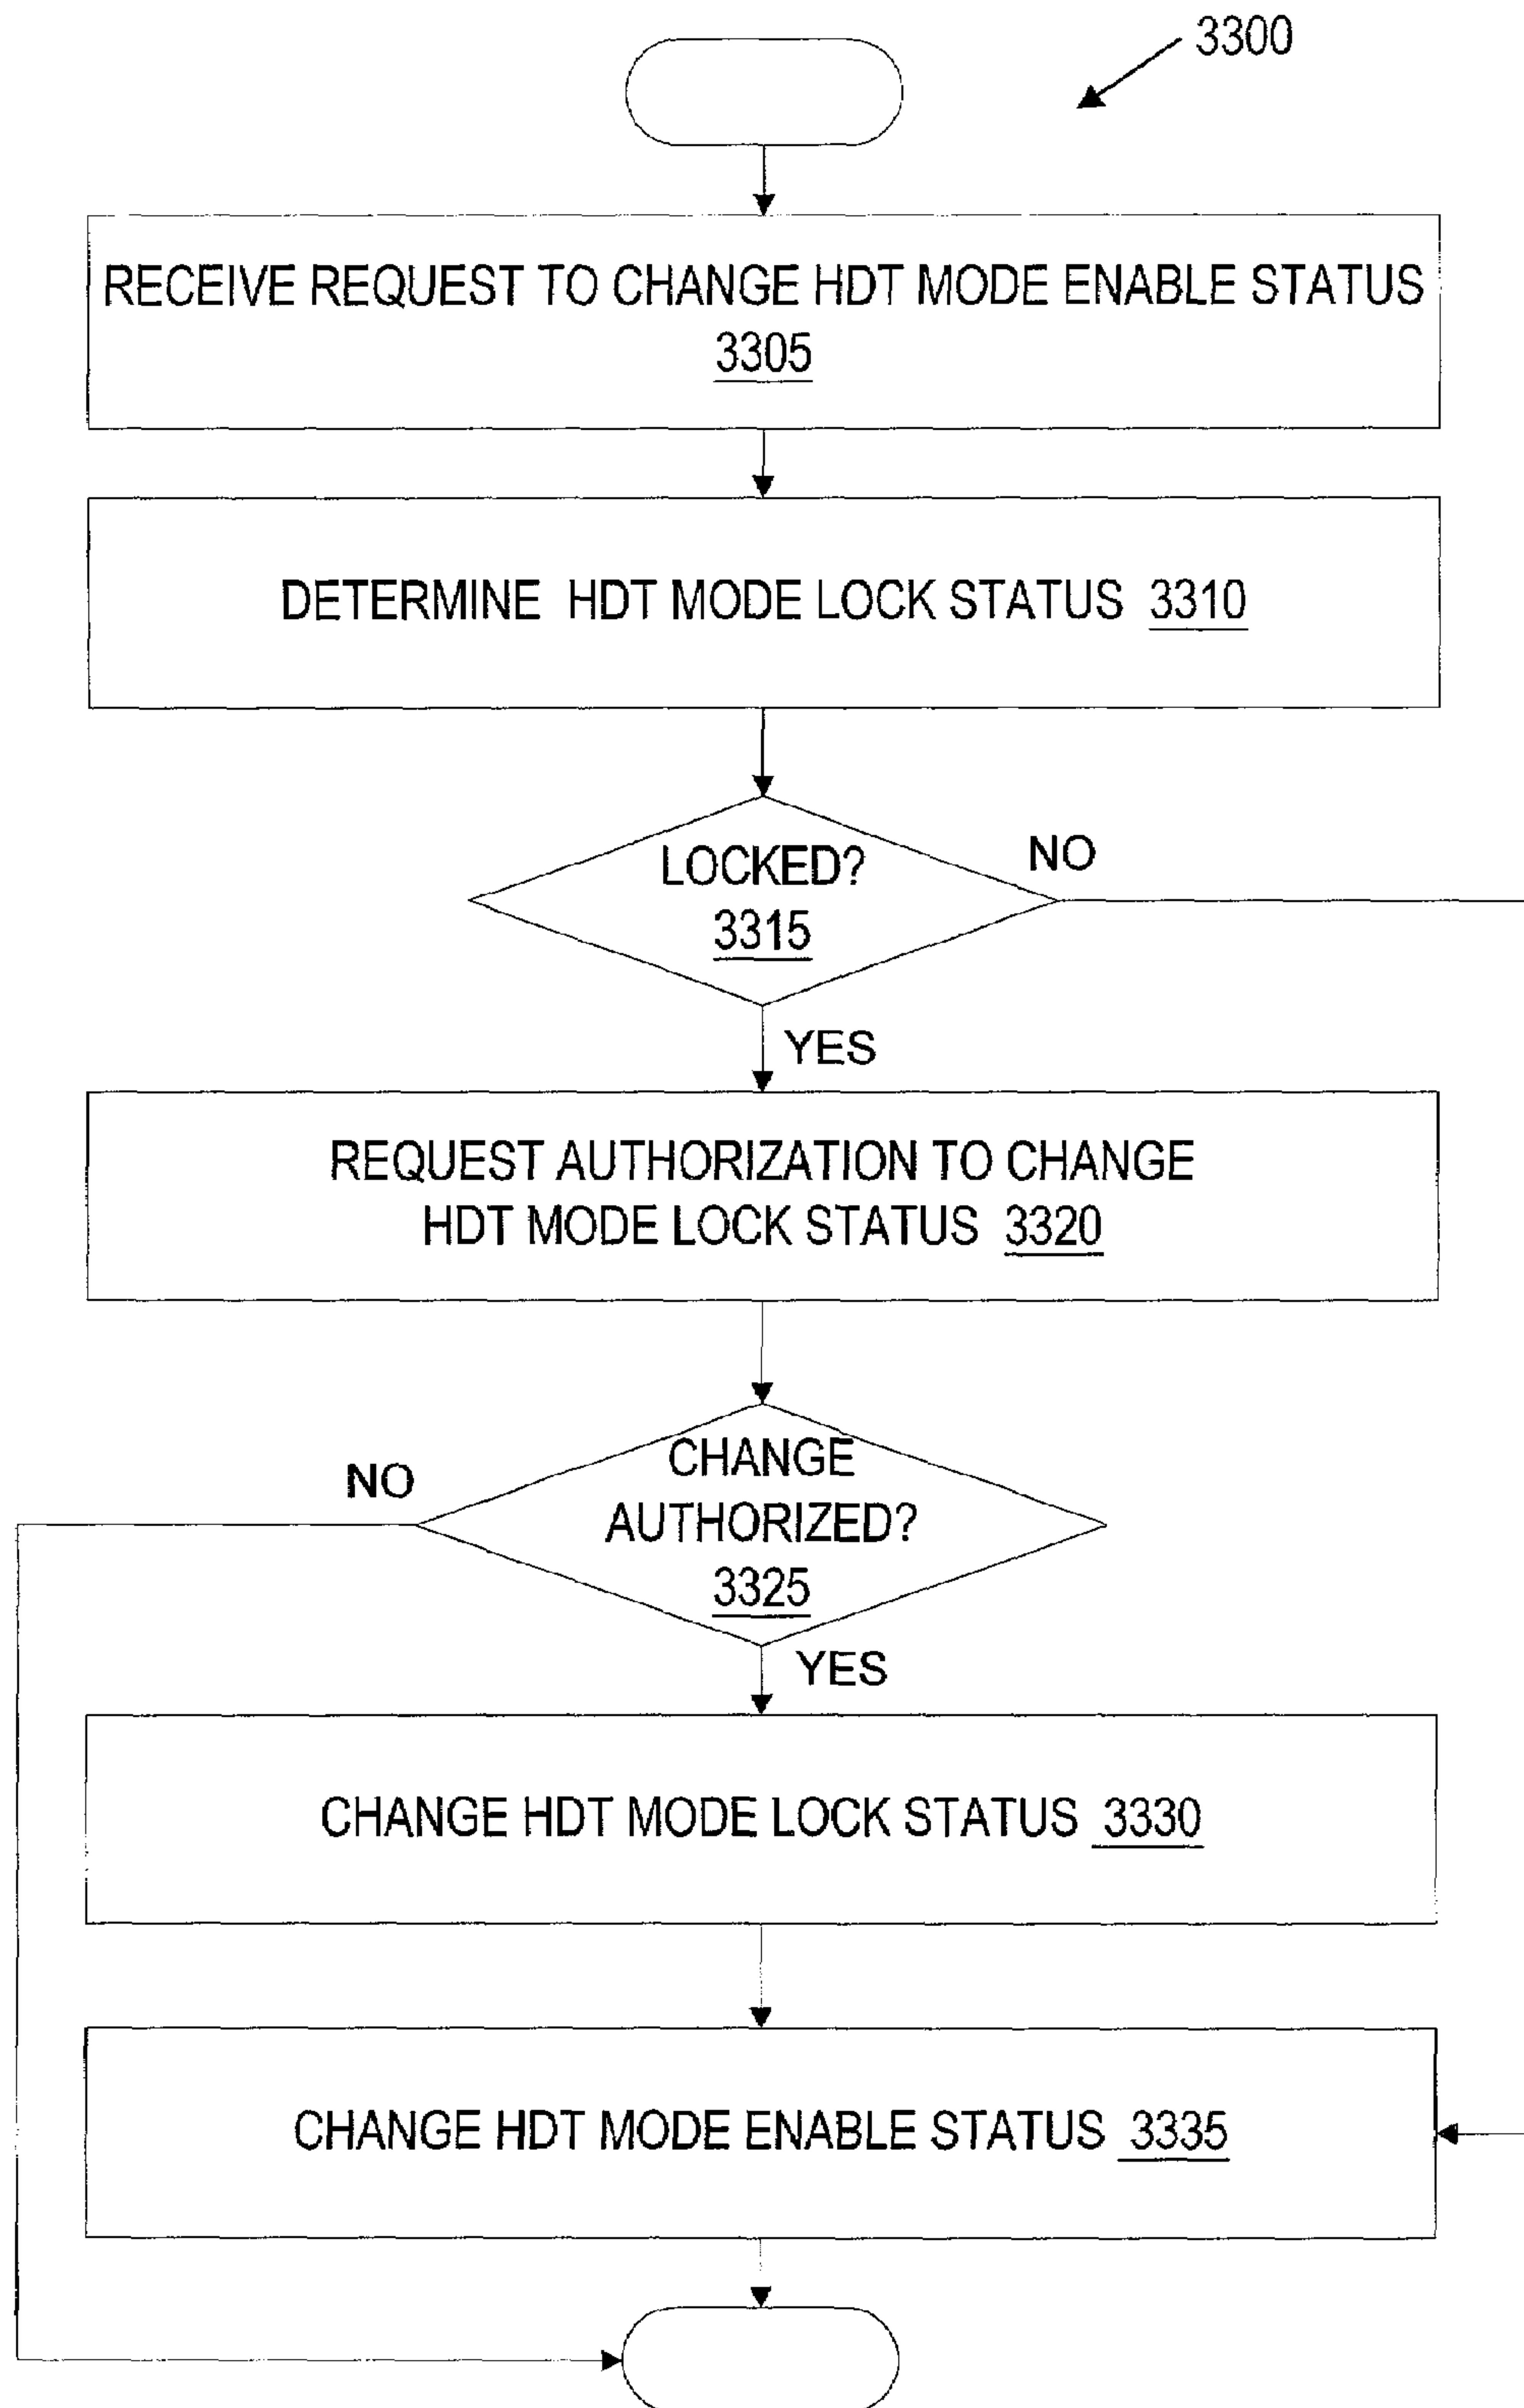 3300
RECEIVE REQUEST TO CHANGE HDT MODE ENABLE STATUS
3305
DETERMINE HDT MODE LOCK STATUS 3310
LOCKED?
3315
NO
YES
REQUEST AUTHORIZATION TO CHANGE
HDT MODE LOCK STATUS 3320
CHANGE
AUTHORIZED?
3325
NO
YES
CHANGE HDT MODE LOCK STATUS 3330
CHANGE HDT MODE ENABLE STATUS 3335